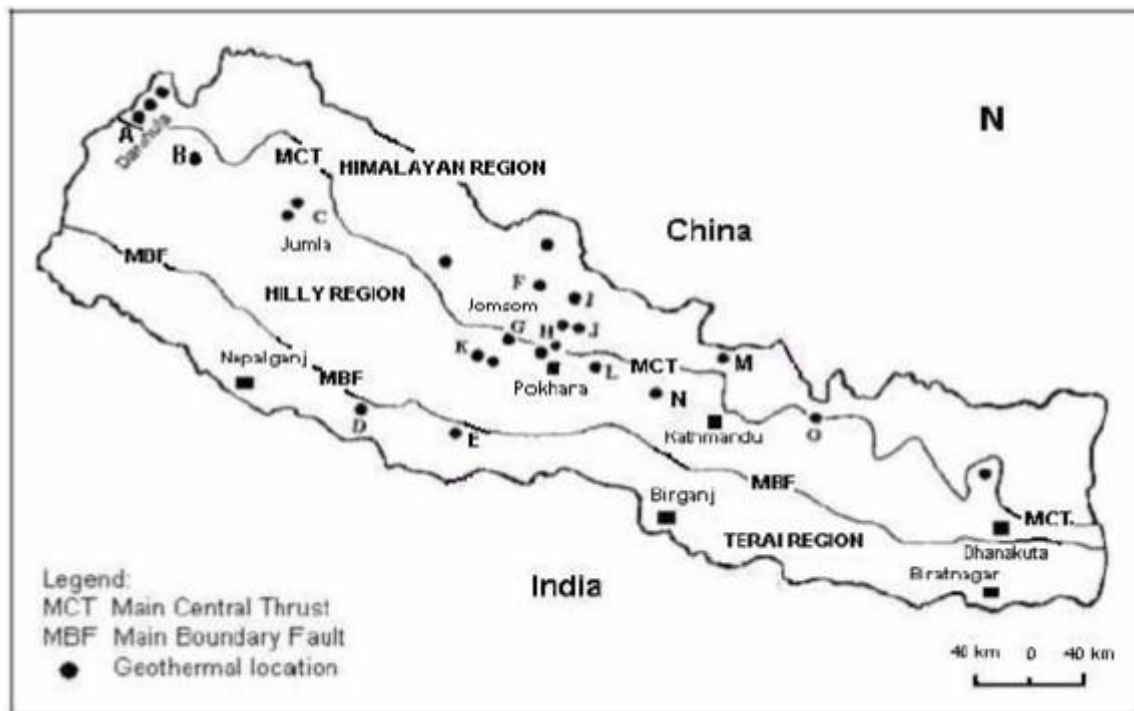 N
A
Darchula
B
MCT
HIMALAYAN REGION
China
C
Jumla
MBF
HILLY REGION
F
I
Jomsom
G
H
J
K
MCT
M
Nepalganj
MBF
Pokhara
L
N
D
E
Kathmandu
O
Birganj
MBF
MCT
TERAI REGION
Dhanakuta
Biratnagar
India
Legend:
MCT Main Central Thrust
MBF Main Boundary Fault
Geothermal location
40 km 0 40 km